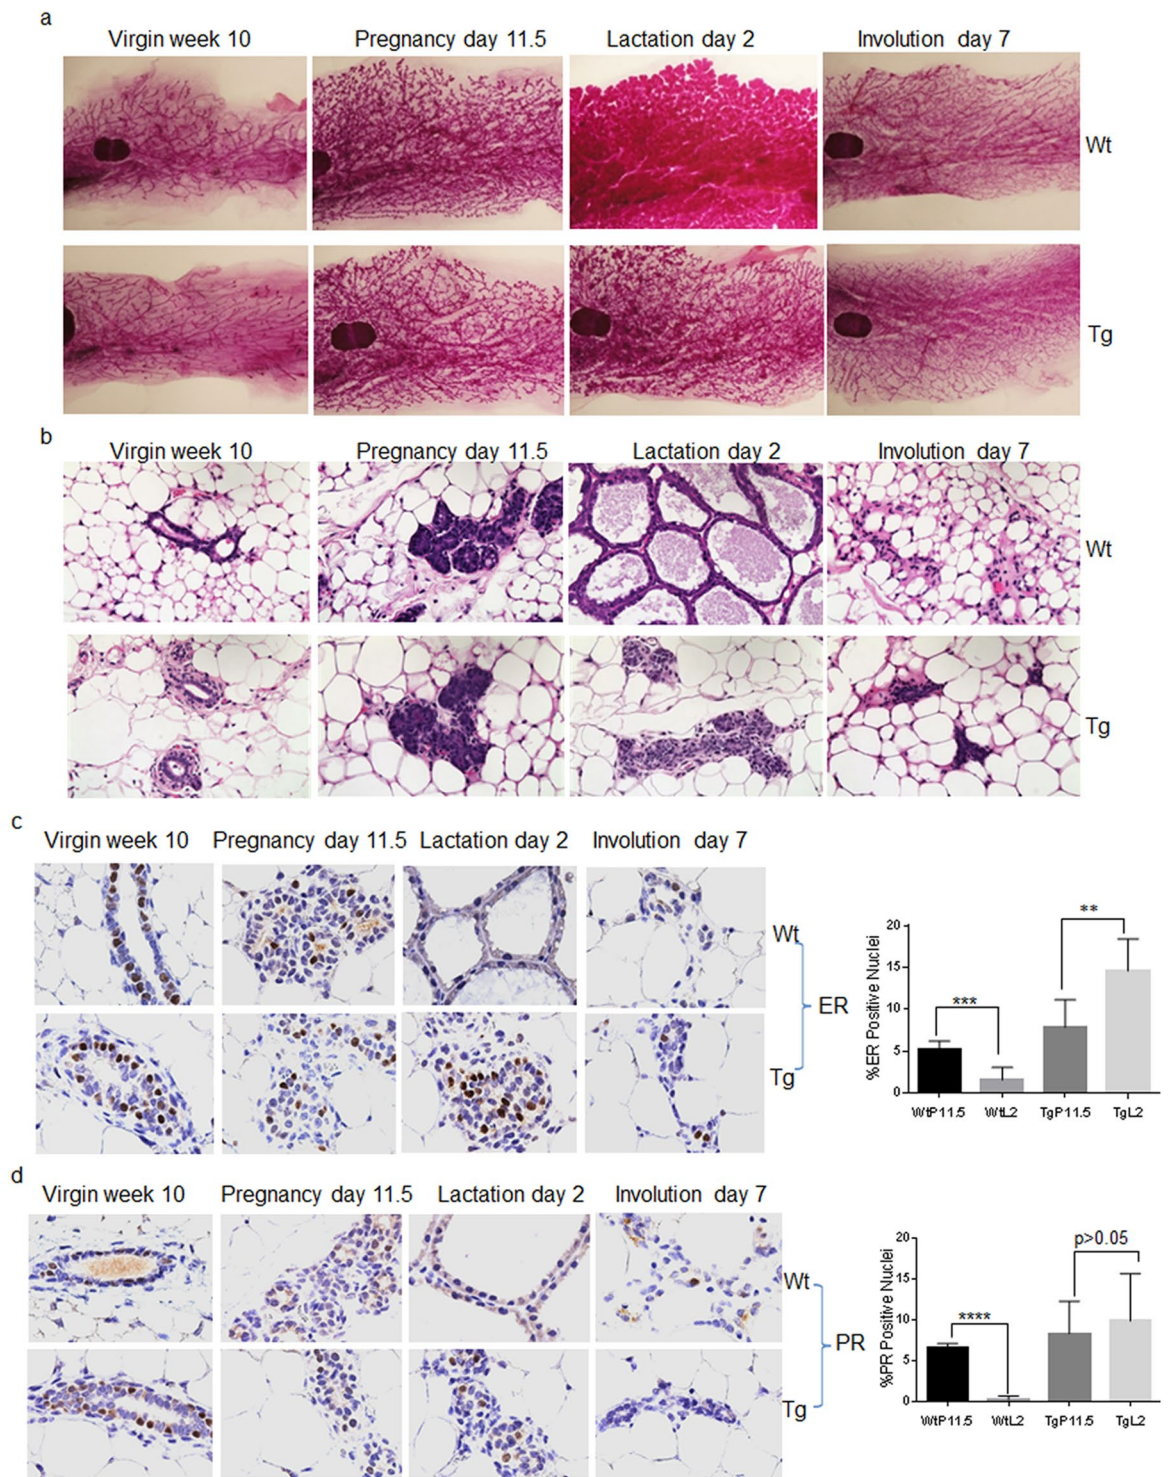 a
Virgin week 10 Pregnancy day 11.5 Lactation day 2 Involution day 7
Wt
Tg
b
Virgin week 10 Pregnancy day 11.5 Lactation day 2 Involution day 7
Wt
Tg
c
Virgin week 10 Pregnancy day 11.5 Lactation day 2 Involution day 7
Wt
ER
Tg
%ER Positive Nuclei
20
15
10
5
0
***
**
WtP11.5 WtL2 TgP11.5 TgL2
d
Virgin week 10 Pregnancy day 11.5 Lactation day 2 Involution day 7
Wt
PR
Tg
%PR Positive Nuclei
20
15
10
5
0
****
p>0.05
WtP11.5 WtL2 TgP11.5 TgL2